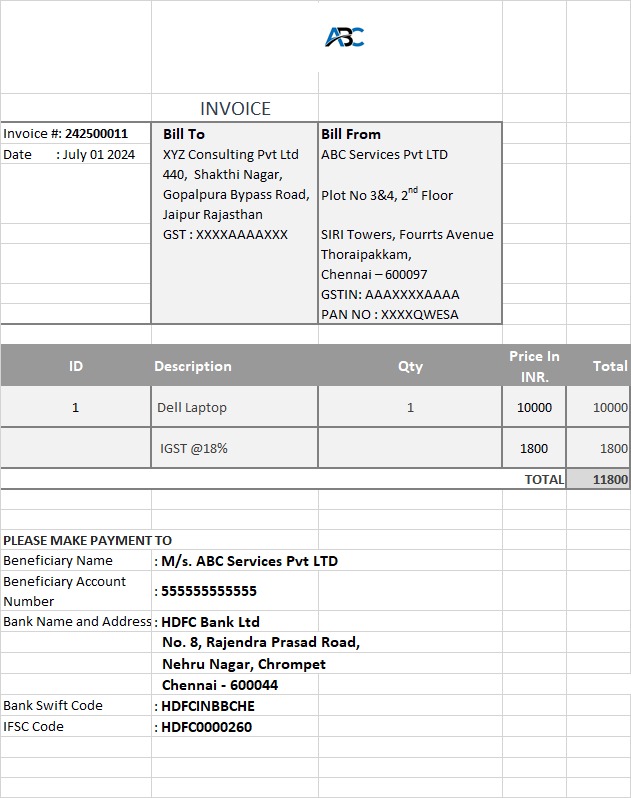 ABC
INVOICE
Invoice #: 242500011
Date : July 01 2024
Bill To
XYZ Consulting Pvt Ltd
440, Shakthi Nagar,
Gopalpura Bypass Road,
Jaipur Rajasthan
GST : XXXXAAAAXXX
Bill From
ABC Services Pvt LTD
Plot No 3&4, 2nd Floor
SIRI Towers, Fourrts Avenue
Thoraipakkam,
Chennai – 600097
GSTIN: AAAXXXXAAAA
PAN NO : XXXXQWESA
ID Description Qty Price In INR. Total
1 Dell Laptop 1 10000 10000
IGST @18% 1800 1800
TOTAL 11800
PLEASE MAKE PAYMENT TO
Beneficiary Name : M/s. ABC Services Pvt LTD
Beneficiary Account Number : 555555555555
Bank Name and Address : HDFC Bank Ltd
No. 8, Rajendra Prasad Road,
Nehru Nagar, Chrompet
Chennai - 600044
Bank Swift Code : HDFCINBBCHE
IFSC Code : HDFC0000260